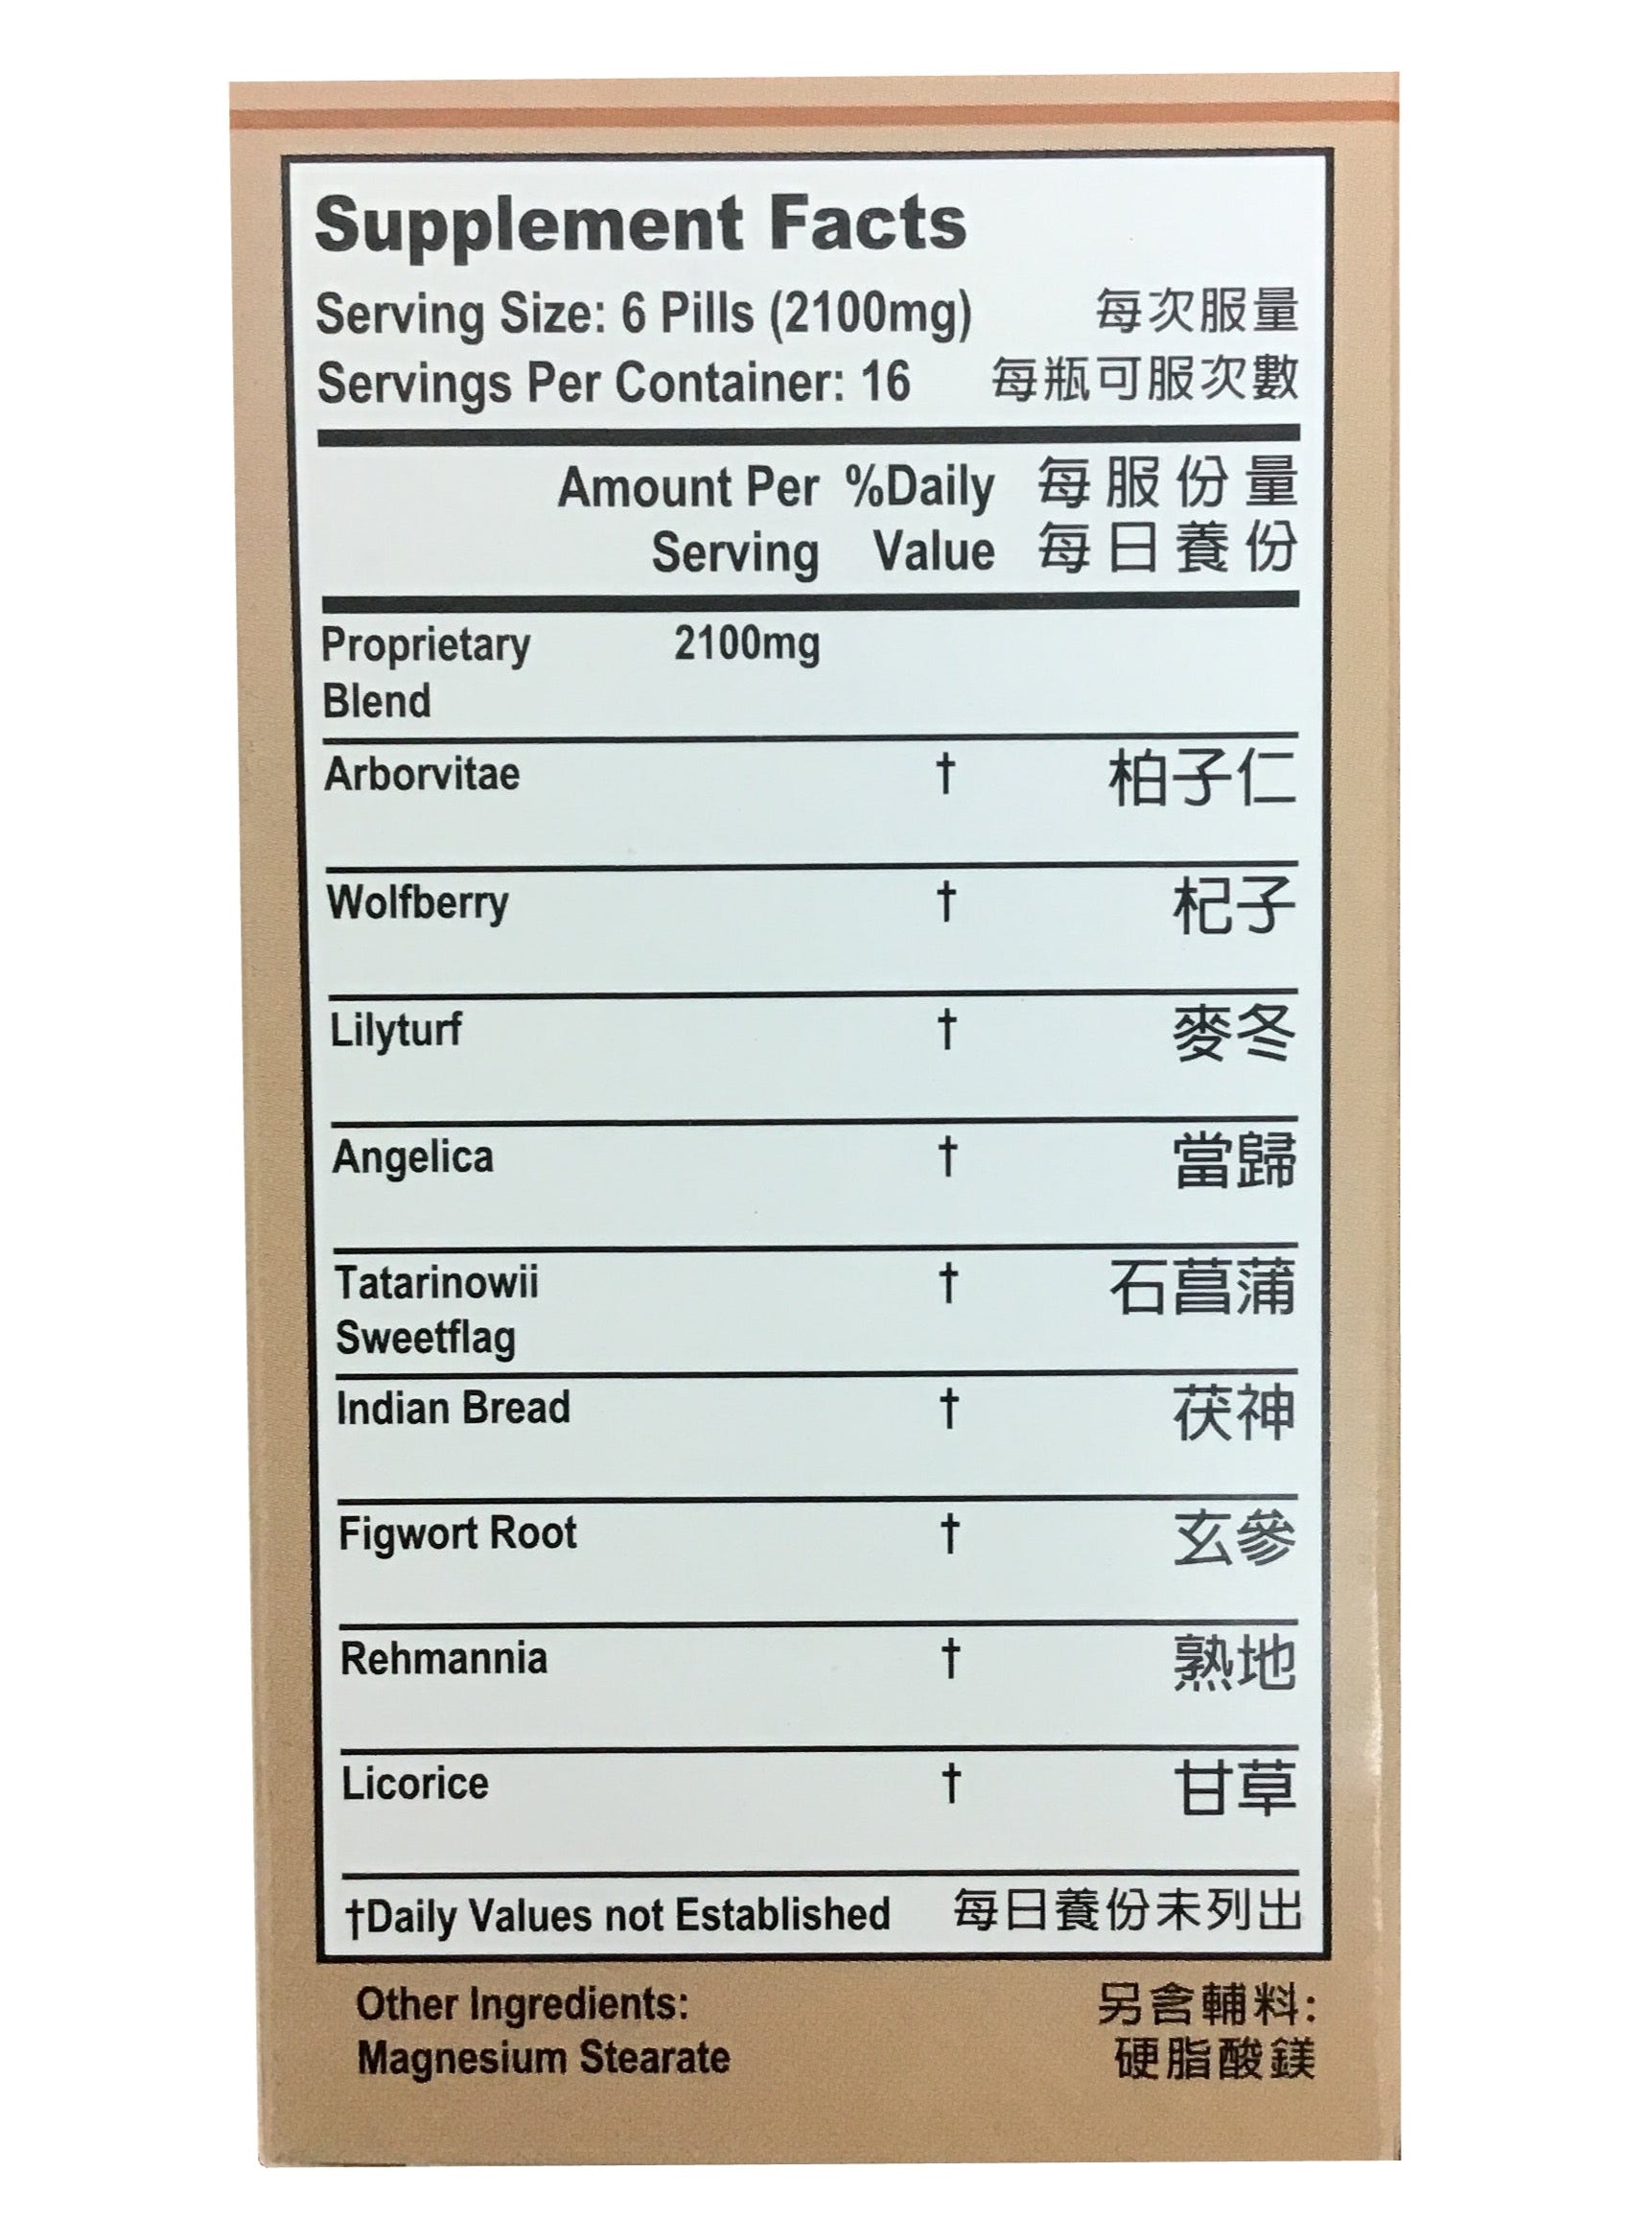 Supplement Facts
Serving Size: 6 Pills (2100mg) 每次服量
Servings Per Container: 16 每瓶可服次數
Amount Per %Daily 每服份量
Serving Value 每日養份
Proprietary 2100mg
Blend
Arborvitae † 柏子仁
Wolfberry † 杞子
Lilyturf † 麥冬
Angelica † 當歸
Tatarinowii † 石菖蒲
Sweetflag
Indian Bread † 茯神
Figwort Root † 玄參
Rehmannia † 熟地
Licorice † 甘草
†Daily Values not Established 每日養份未列出
Other Ingredients: 另含輔料:
Magnesium Stearate 硬脂酸鎂